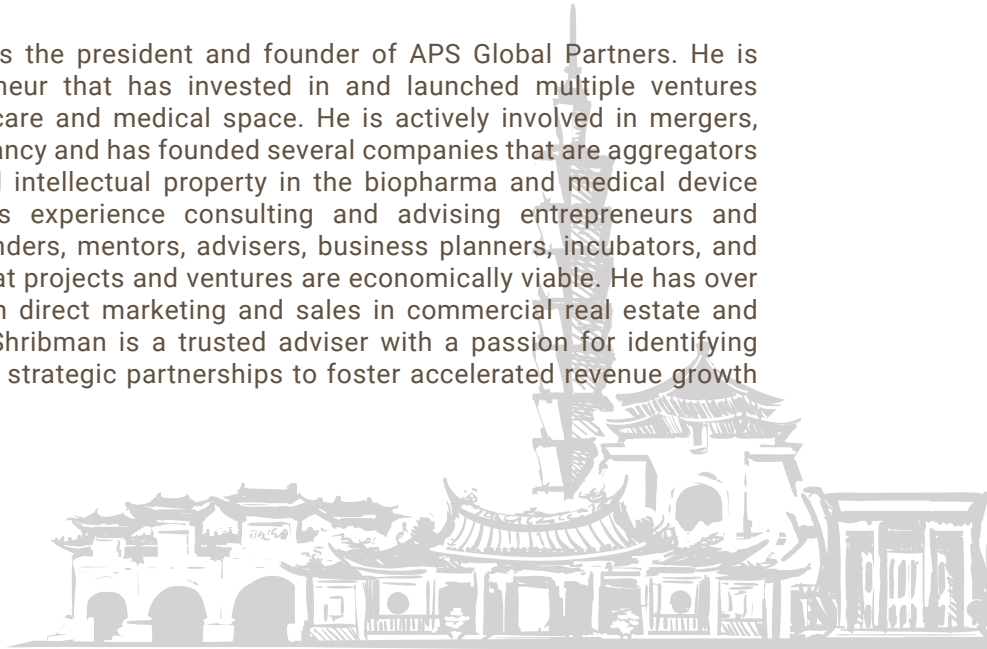 s the president and founder of APS Global Partners. He is
neur that has invested in and launched multiple ventures
care and medical space. He is actively involved in mergers,
ancy and has founded several companies that are aggregators
l intellectual property in the biopharma and medical device
s experience consulting and advising entrepreneurs and
nders, mentors, advisers, business planners, incubators, and
at projects and ventures are economically viable. He has over
n direct marketing and sales in commercial real estate and
Shribman is a trusted adviser with a passion for identifying
strategic partnerships to foster accelerated revenue growth